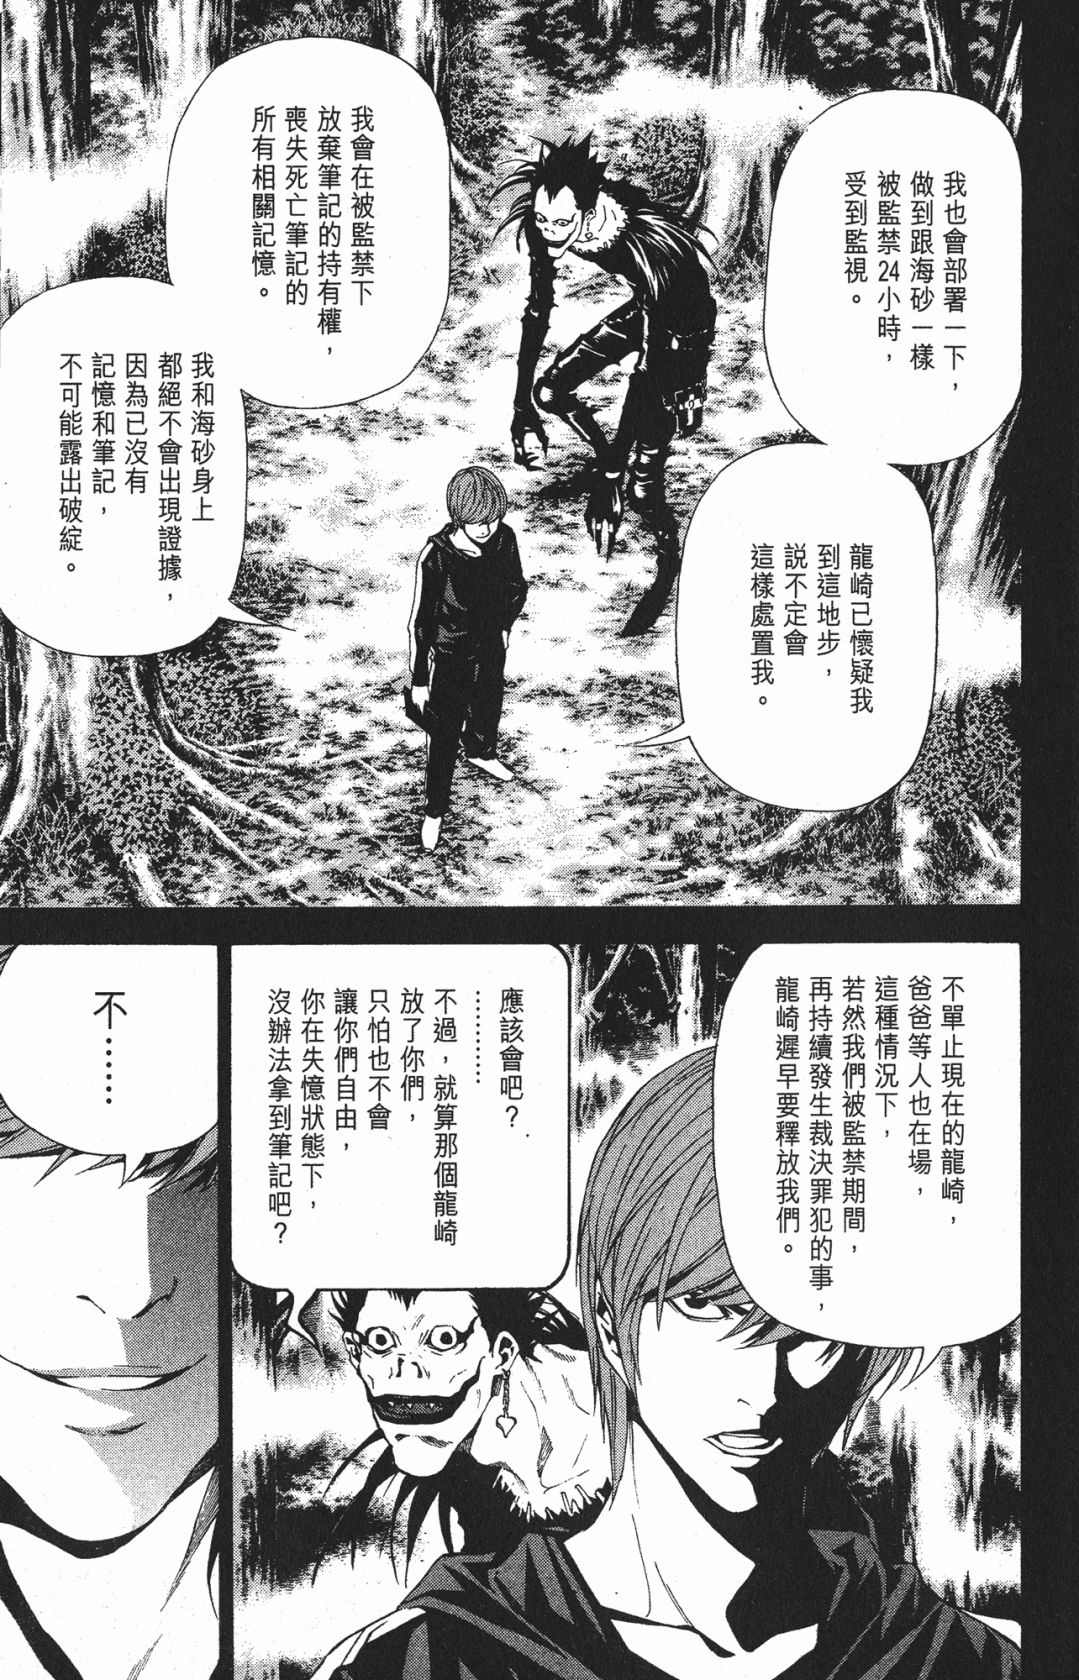 我也會部署一下，
做到跟海砂一樣
被監禁24小時，
受到監視。
龍崎已懷疑我
到這地步，
説不定會
這樣處置我。
我會在被監禁下
放棄筆記的持有權，
喪失死亡筆記的
所有相關記憶。
我和海砂身上
都絕不會出現證據，
因為已沒有
記憶和筆記，
不可能露出破綻。
不單止現在的龍崎，
爸爸等人也在場，
這種情況下，
若然我們被監禁期間，
再持續發生裁決罪犯的事，
龍崎遲早要釋放我們。
應該會吧？
…………
不過，就算那個龍崎
放了你們，
只怕也不會
讓你們自由，
你在失憶狀態下，
沒辦法拿到筆記吧？
不……